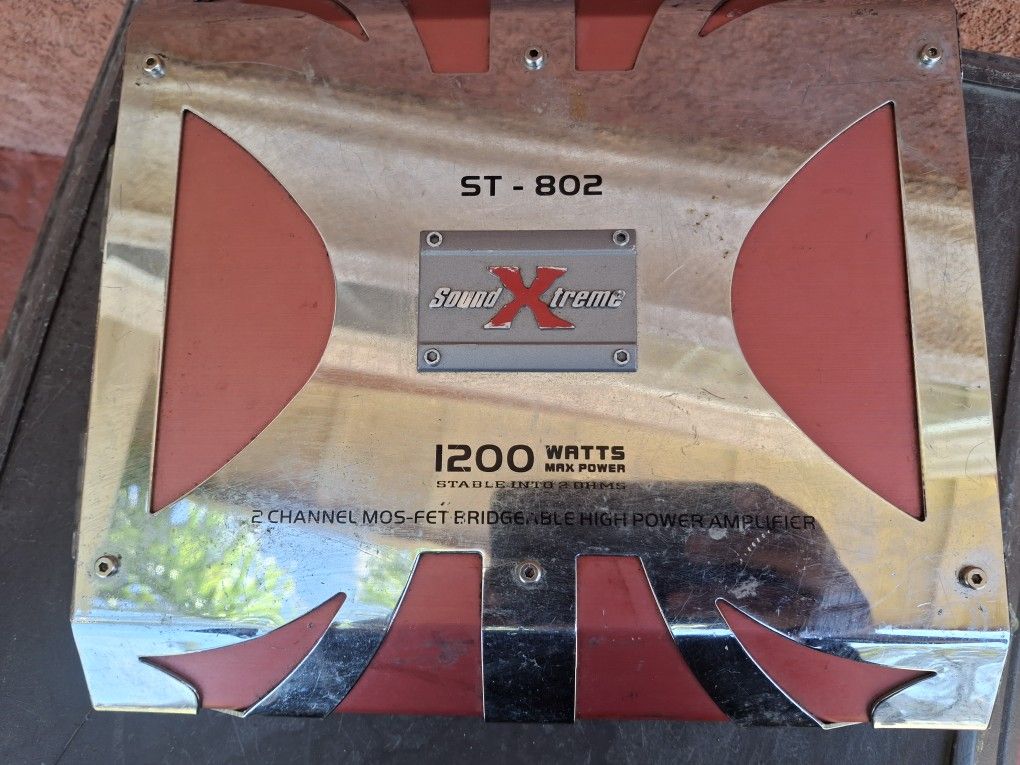 ST - 802
Sound Xtreme
1200 WATTS
MAX POWER
STABLE INTO 2 OHMS
2 CHANNEL MOS-FET BRIDGEABLE HIGH POWER AMPLIFIER